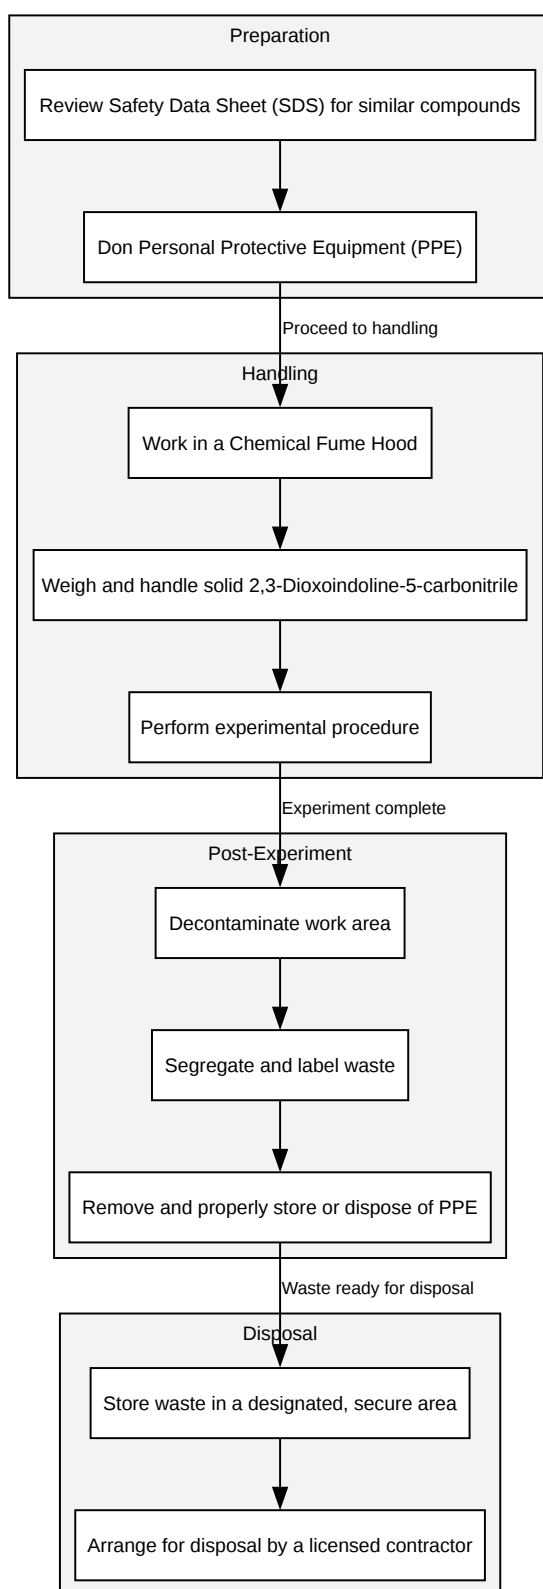 Preparation
Review Safety Data Sheet (SDS) for similar compounds
Don Personal Protective Equipment (PPE)
Proceed to handling
Handling
Work in a Chemical Fume Hood
Weigh and handle solid 2,3-Dioxoindoline-5-carbonitrile
Perform experimental procedure
Experiment complete
Post-Experiment
Decontaminate work area
Segregate and label waste
Remove and properly store or dispose of PPE
Waste ready for disposal
Disposal
Store waste in a designated, secure area
Arrange for disposal by a licensed contractor